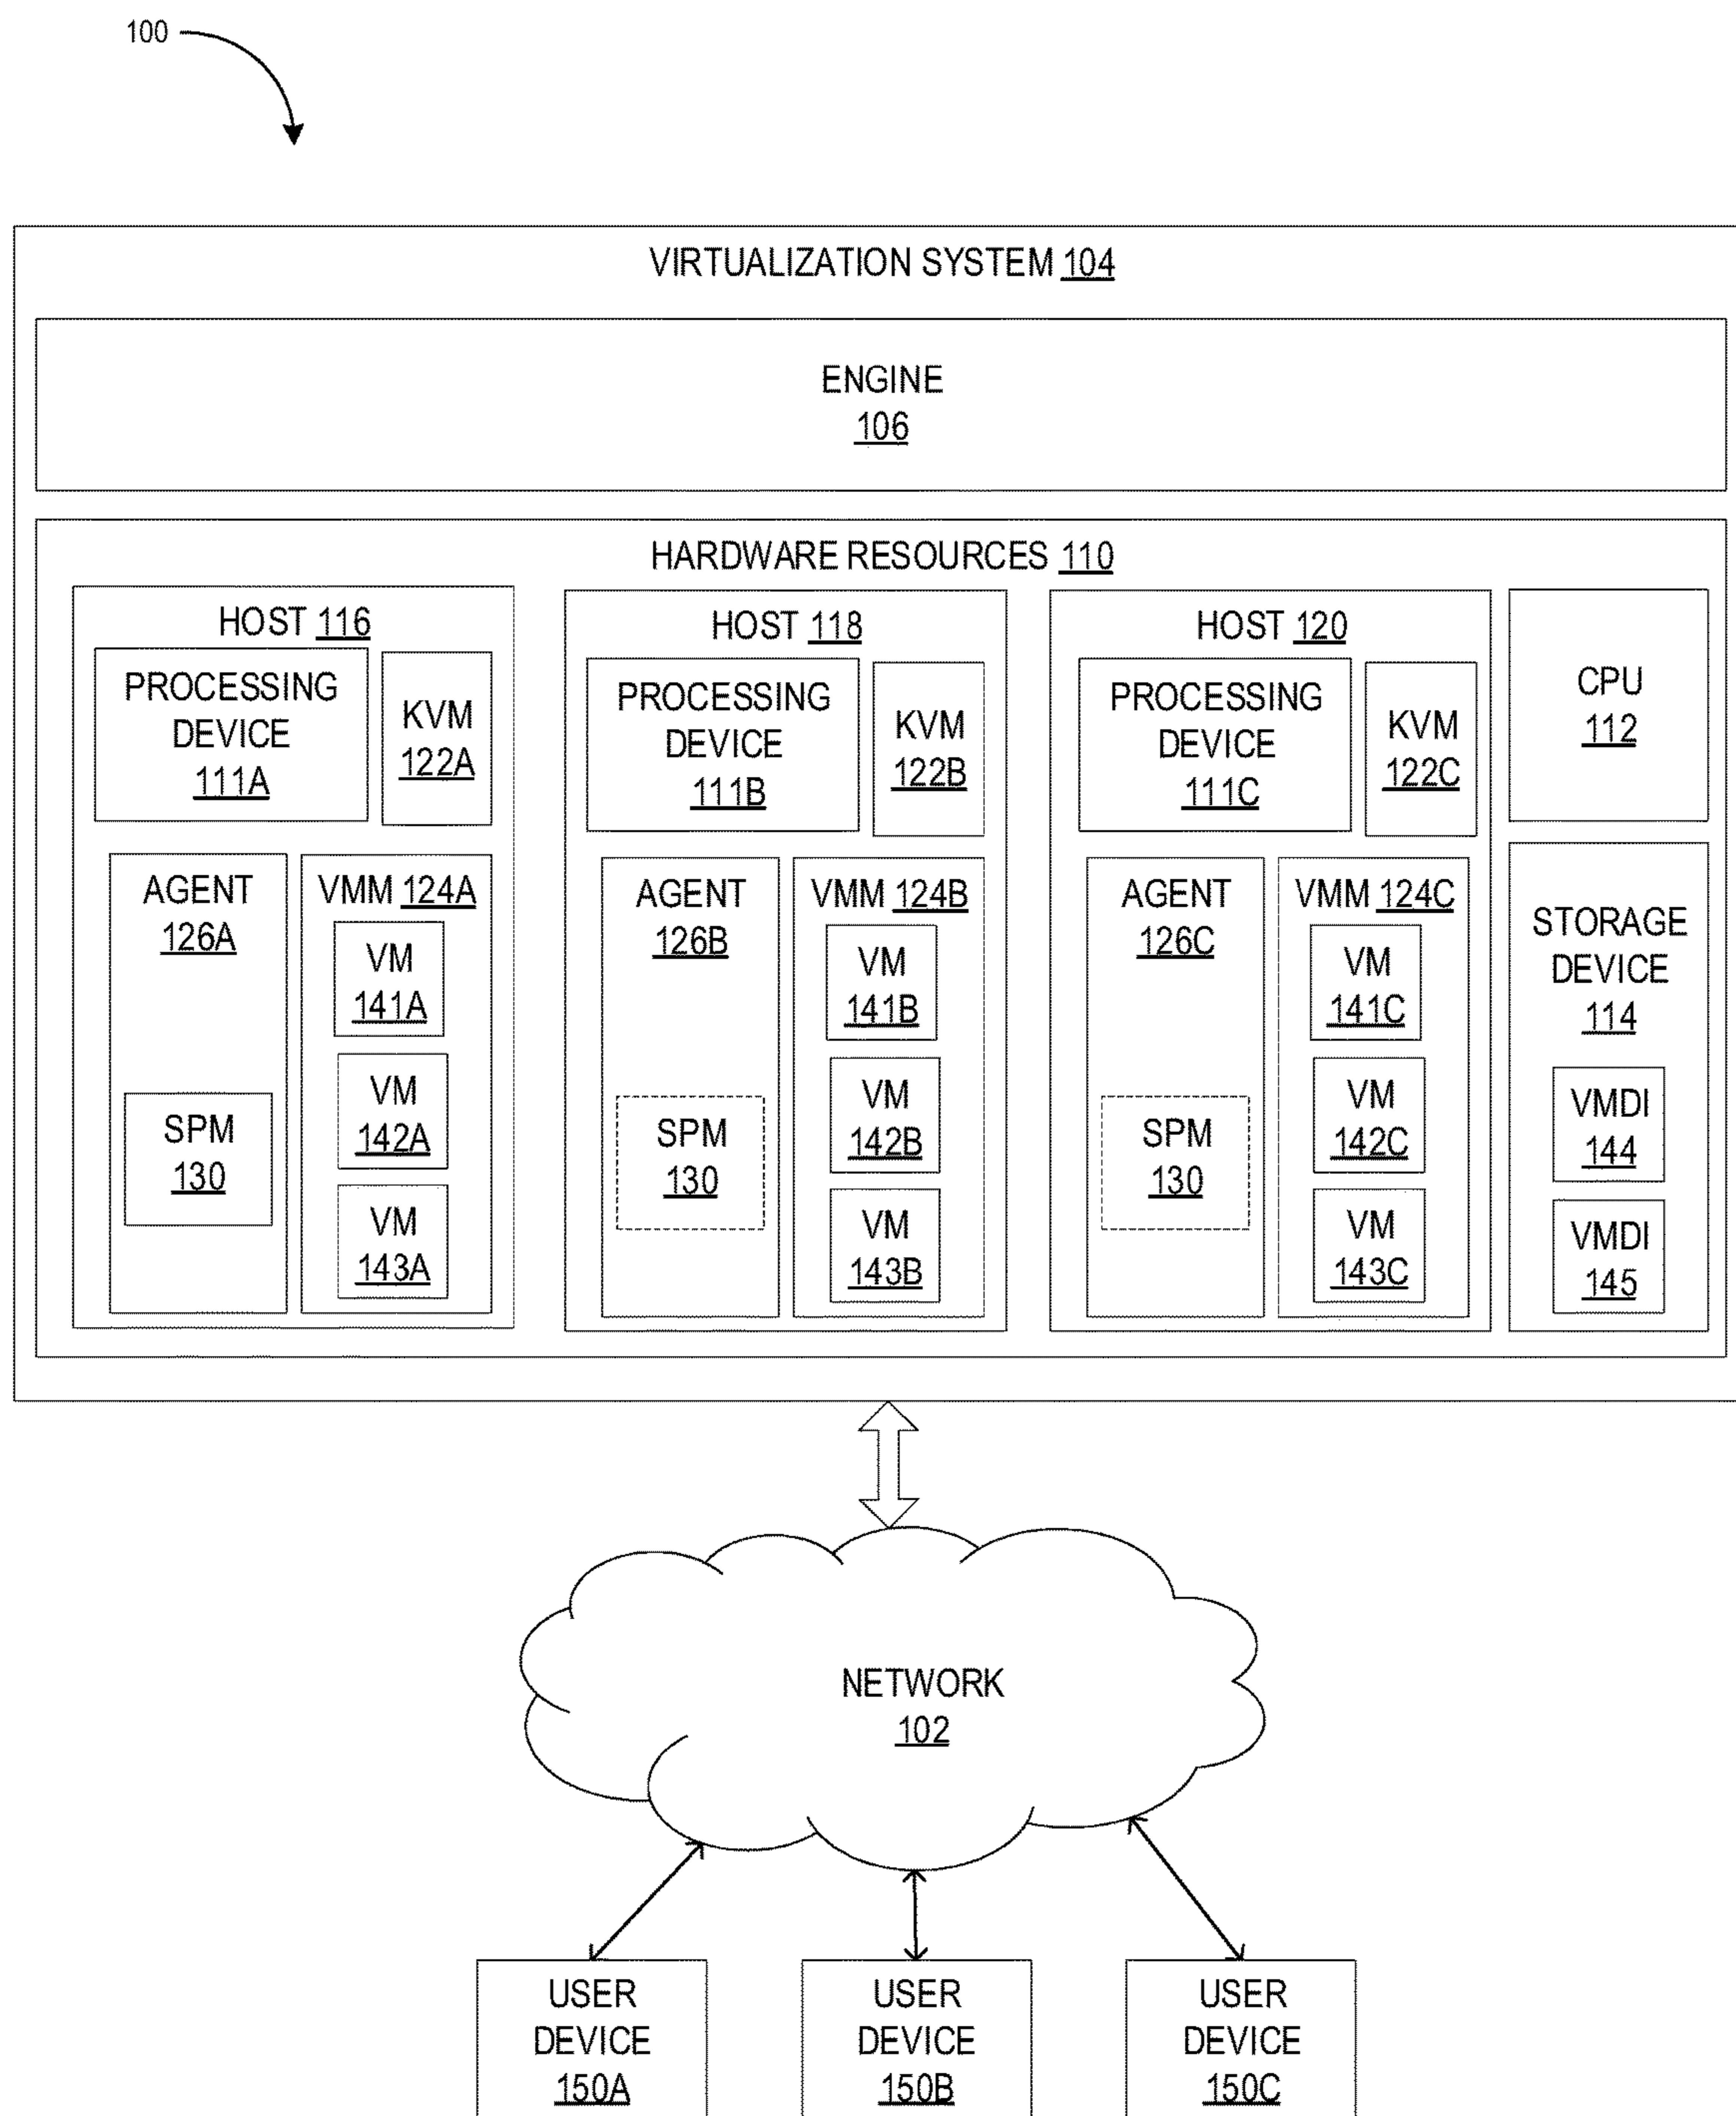 100
VIRTUALIZATION SYSTEM 104
ENGINE
106
HARDWARE RESOURCES 110
HOST 116
PROCESSING
DEVICE
111A
KVM
122A
AGENT
126A
SPM
130
VMM 124A
VM
141A
VM
142A
VM
143A
HOST 118
PROCESSING
DEVICE
111B
KVM
122B
AGENT
126B
SPM
130
VMM 124B
VM
141B
VM
142B
VM
143B
HOST 120
PROCESSING
DEVICE
111C
KVM
122C
AGENT
126C
SPM
130
VMM 124C
VM
141C
VM
142C
VM
143C
CPU
112
STORAGE
DEVICE
114
VMDI
144
VMDI
145
NETWORK
102
USER
DEVICE
150A
USER
DEVICE
150B
USER
DEVICE
150C